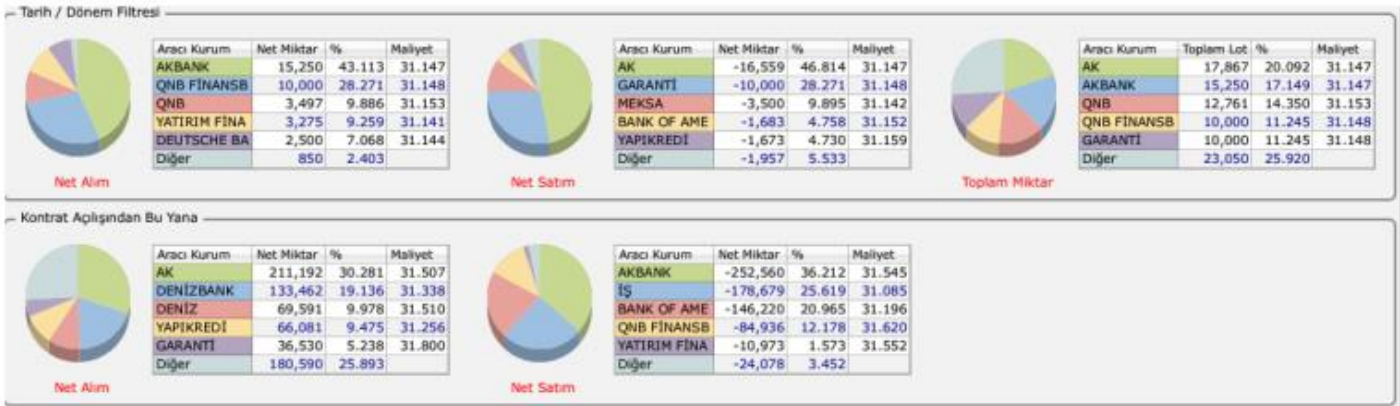 Tarih / Dönem Filtresi
Aracı Kurum Net Miktar % Maliyet
AKBANK 15,250 43.113 31.147
QNB FİNANSB 10,000 28.271 31.148
QNB 3,497 9.886 31.153
YATIRIM FİNA 3,275 9.259 31.141
DEUTSCHE BA 2,500 7.068 31.144
Diğer 850 2.403
Net Alım
Aracı Kurum Net Miktar % Maliyet
AK -16,559 46.814 31.147
GARANTİ -10,000 28.271 31.148
MEKSA -3,500 9.895 31.142
BANK OF AME -1,683 4.758 31.152
YAPIKREDİ -1,673 4.730 31.159
Diğer -1,957 5.533
Net Satım
Aracı Kurum Toplam Lot % Maliyet
AK 17,867 20.092 31.147
AKBANK 15,250 17.149 31.147
QNB 12,761 14.350 31.153
QNB FİNANSB 10,000 11.245 31.148
GARANTİ 10,000 11.245 31.148
Diğer 23,050 25.920
Toplam Miktar
Kontrat Açılışından Bu Yana
Aracı Kurum Net Miktar % Maliyet
AK 211,192 30.281 31.507
DENİZBANK 133,462 19.136 31.338
DENİZ 69,591 9.978 31.510
YAPIKREDİ 66,081 9.475 31.256
GARANTİ 36,530 5.238 31.800
Diğer 180,590 25.893
Net Alım
Aracı Kurum Net Miktar % Maliyet
AKBANK -252,560 36.212 31.545
İŞ -178,679 25.619 31.085
BANK OF AME -146,220 20.965 31.196
QNB FİNANSB -84,936 12.178 31.620
YATIRIM FİNA -10,973 1.573 31.552
Diğer -24,078 3.452
Net Satım